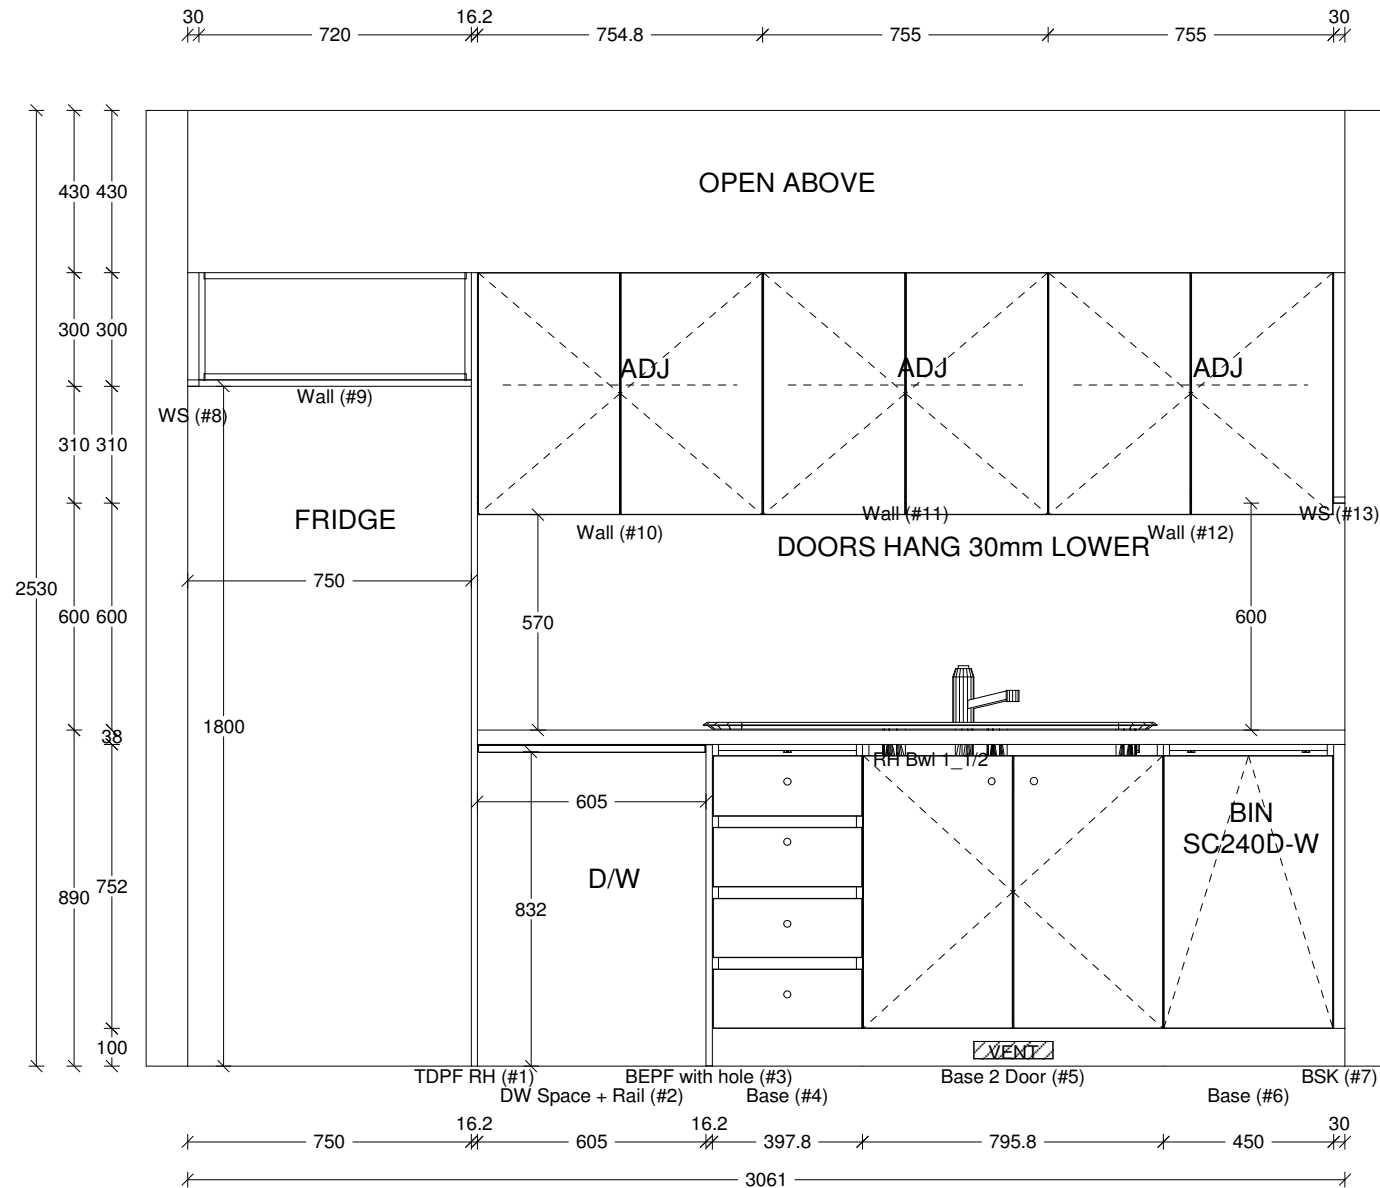 30
16.2
30
720
754.8
755
755
OPEN ABOVE
430
430
300
300
ADJ
ADJ
ADJ
Wall (#9)
WS (#8)
310
310
FRIDGE
Wall (#10)
Wall (#11)
Wall (#12)
WS (#13)
DOORS HANG 30mm LOWER
2530
750
600
600
570
600
1800
38
RH Bwl 1_1/2
605
BIN
SC240D-W
D/W
890
752
832
100
VENT
TDPF RH (#1)
BEPF with hole (#3)
Base 2 Door (#5)
BSK (#7)
DW Space + Rail (#2)
Base (#4)
Base (#6)
16.2
16.2
30
750
605
397.8
795.8
450
3061